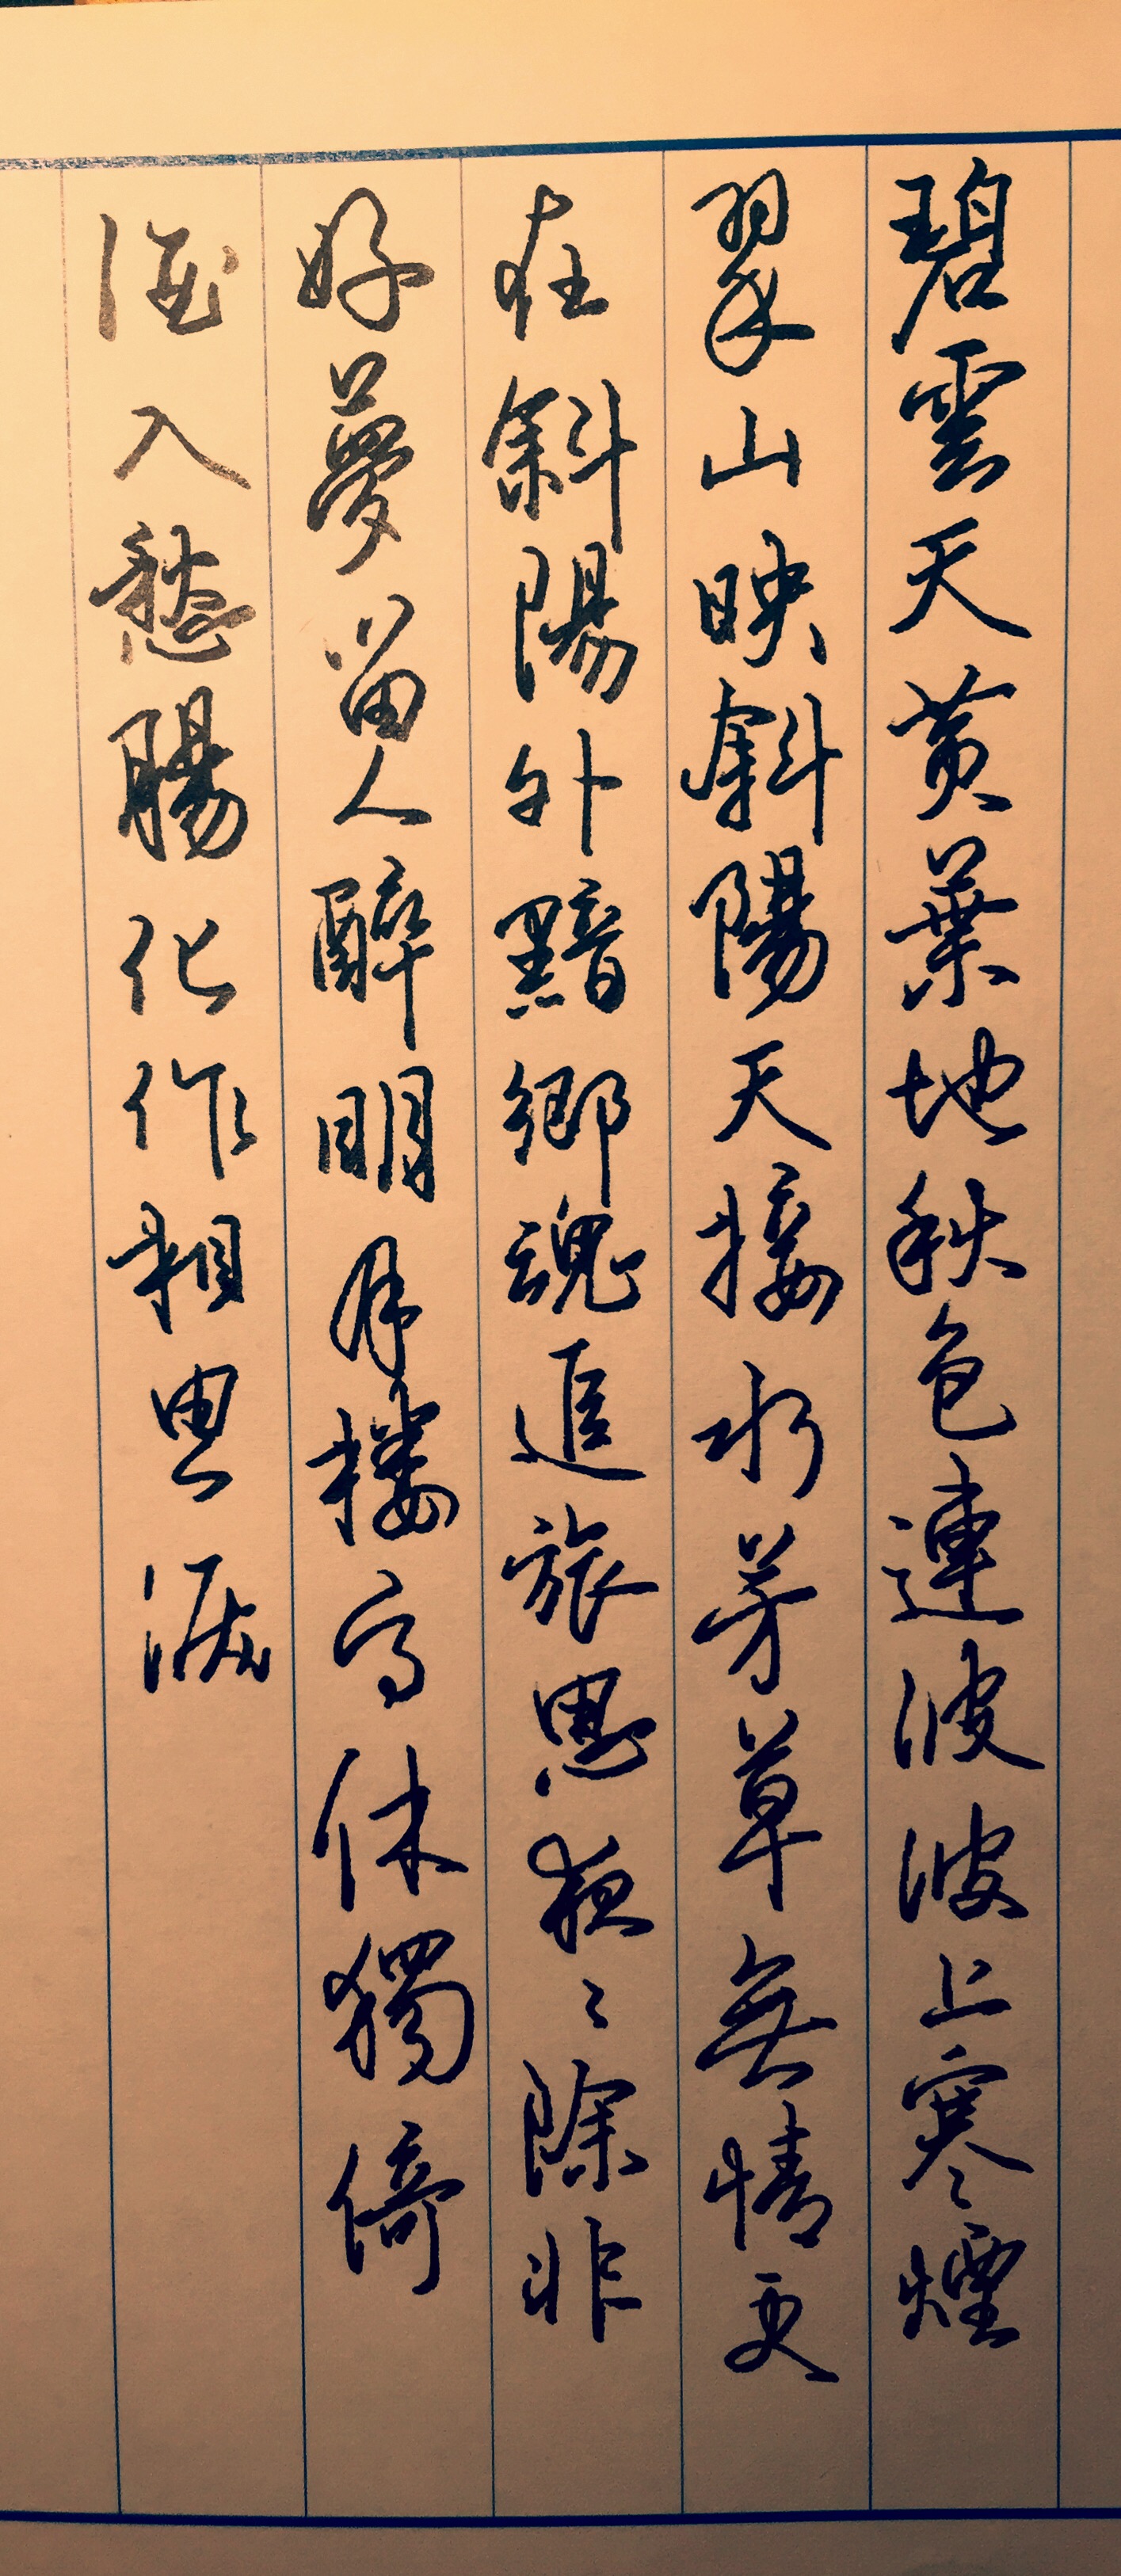 碧雲天黄葉地秋色連波波上寒煙
翠山映斜陽天接水芳草無情更
在斜陽外黯鄉魂追旅思夜〻除非
好夢留人醉明月樓高休獨倚
酒入愁腸化作相思淚